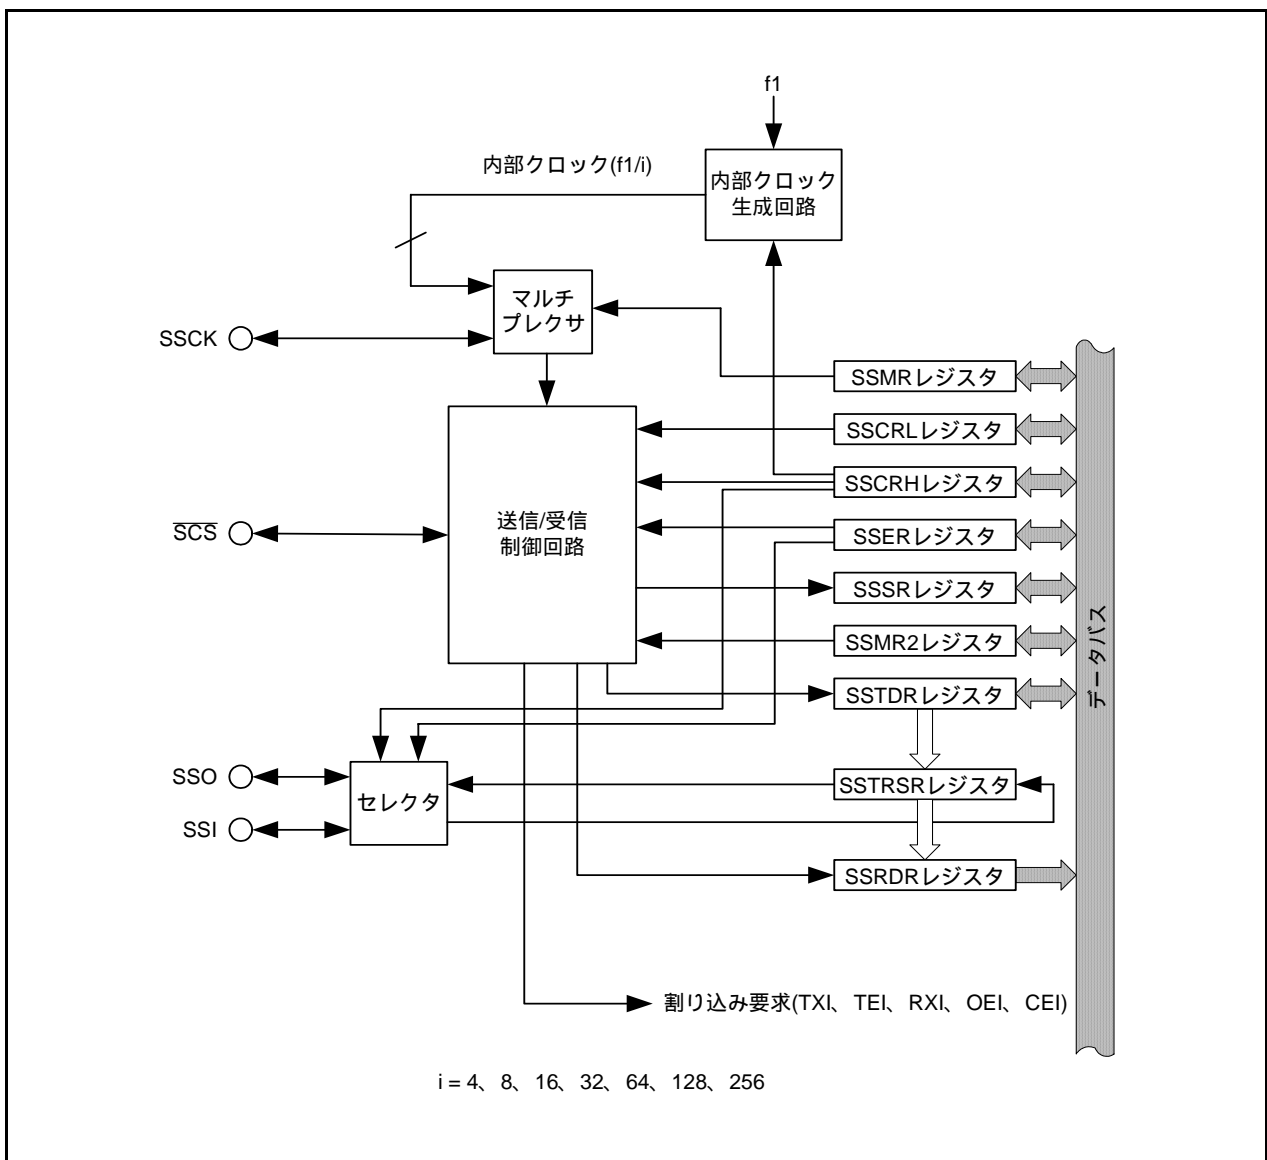 f1
内部クロック(f1/i)
内部クロック
生成回路
マルチ
プレクサ
SSCK
SSMRレジスタ
SSCRLレジスタ
SSCRHレジスタ
SCS
送信/受信
制御回路
SSERレジスタ
SSSRレジスタ
SSMR2レジスタ
データバス
SSTDRレジスタ
SSO
SSTRSRレジスタ
セレクタ
SSI
SSRDRレジスタ
割り込み要求(TXI、TEI、RXI、OEI、CEI)
i = 4、8、16、32、64、128、256